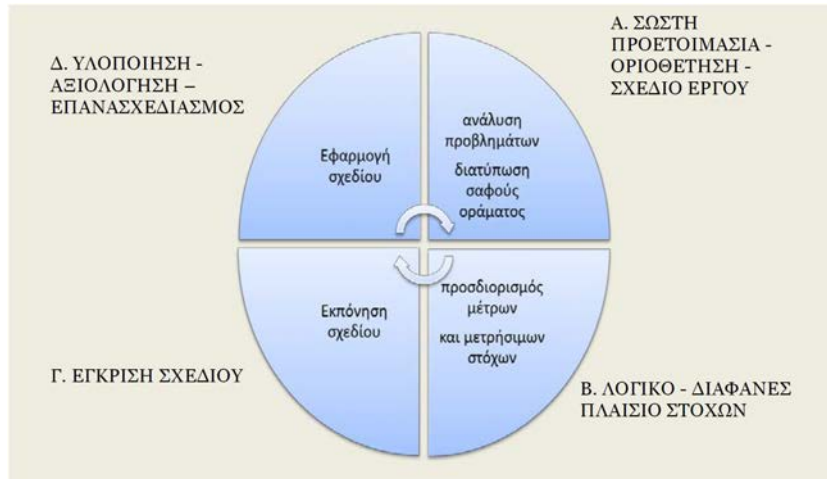 Α. ΣΩΣΤΗ
ΠΡΟΕΤΟΙΜΑΣΙΑ -
ΟΡΙΟΘΕΤΗΣΗ -
ΣΧΕΔΙΟ ΕΡΓΟΥ
ανάλυση
προβλημάτων
διατύπωση
σαφούς
οράματος
Β. ΛΟΓΙΚΟ - ΔΙΑΦΑΝΕΣ
ΠΛΑΙΣΙΟ ΣΤΟΧΩΝ
προσδιορισμός
μέτρων
και μετρήσιμων
στόχων
Γ. ΕΓΚΡΙΣΗ ΣΧΕΔΙΟΥ
Εκπόνηση
σχεδίου
Δ. ΥΛΟΠΟΙΗΣΗ -
ΑΞΙΟΛΟΓΗΣΗ –
ΕΠΑΝΑΣΧΕΔΙΑΣΜΟΣ
Εφαρμογή
σχεδίου